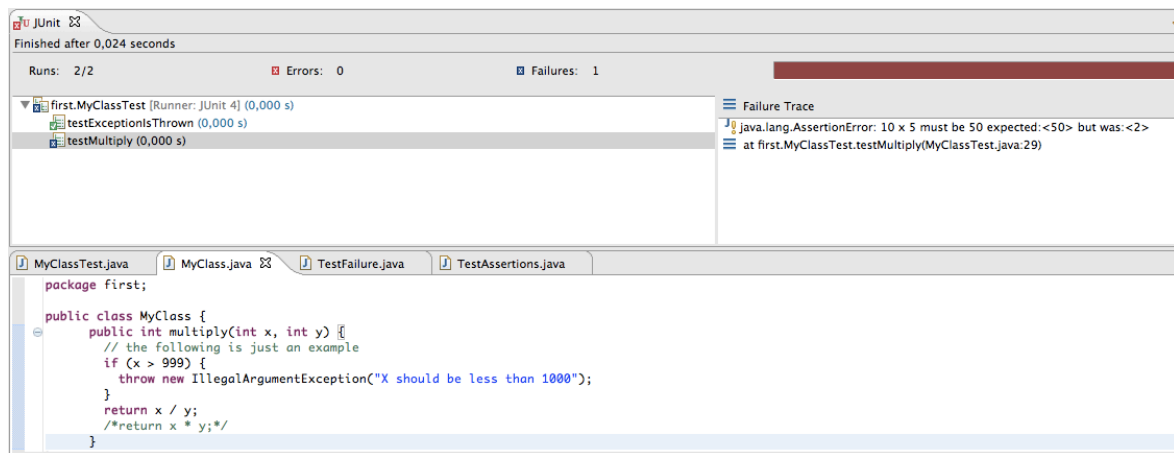 JUnit
Finished after 0,024 seconds
Runs: 2/2 Errors: 0 Failures: 1
first.MyClassTest [Runner: JUnit 4] (0,000 s)
testExceptionIsThrown (0,000 s)
testMultiply (0,000 s)
Failure Trace
java.lang.AssertionError: 10 x 5 must be 50 expected:<50> but was:<2>
at first.MyClassTest.testMultiply(MyClassTest.java:29)
MyClassTest.java MyClass.java TestFailure.java TestAssertions.java
package first;
public class MyClass {
public int multiply(int x, int y) {
// the following is just an example
if (x > 999) {
throw new IllegalArgumentException("X should be less than 1000");
}
return x / y;
/*return x * y;*/
}